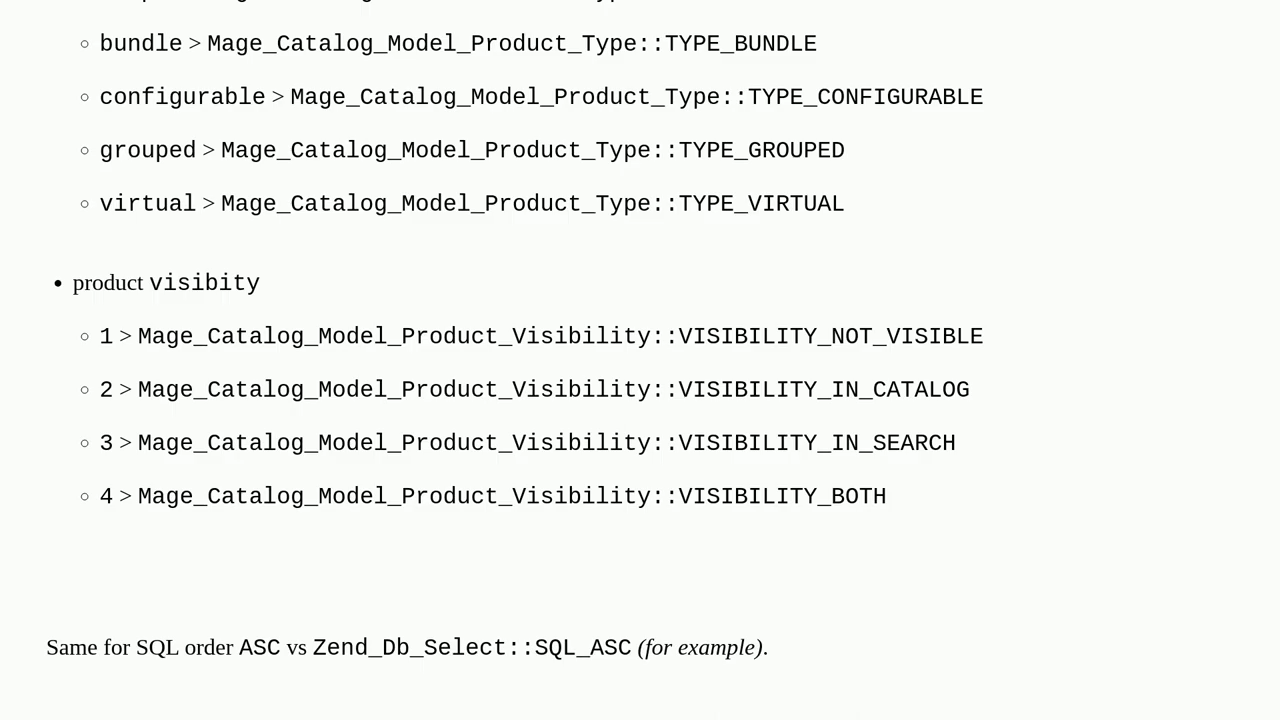 bundle > Mage_Catalog_Model_Product_Type::TYPE_BUNDLE
configurable > Mage_Catalog_Model_Product_Type::TYPE_CONFIGURABLE
grouped > Mage_Catalog_Model_Product_Type::TYPE_GROUPED
virtual > Mage_Catalog_Model_Product_Type::TYPE_VIRTUAL
product visibity
1 > Mage_Catalog_Model_Product_Visibility::VISIBILITY_NOT_VISIBLE
2 > Mage_Catalog_Model_Product_Visibility::VISIBILITY_IN_CATALOG
3 > Mage_Catalog_Model_Product_Visibility::VISIBILITY_IN_SEARCH
4 > Mage_Catalog_Model_Product_Visibility::VISIBILITY_BOTH
Same for SQL order ASC vs Zend_Db_Select::SQL_ASC (for example).